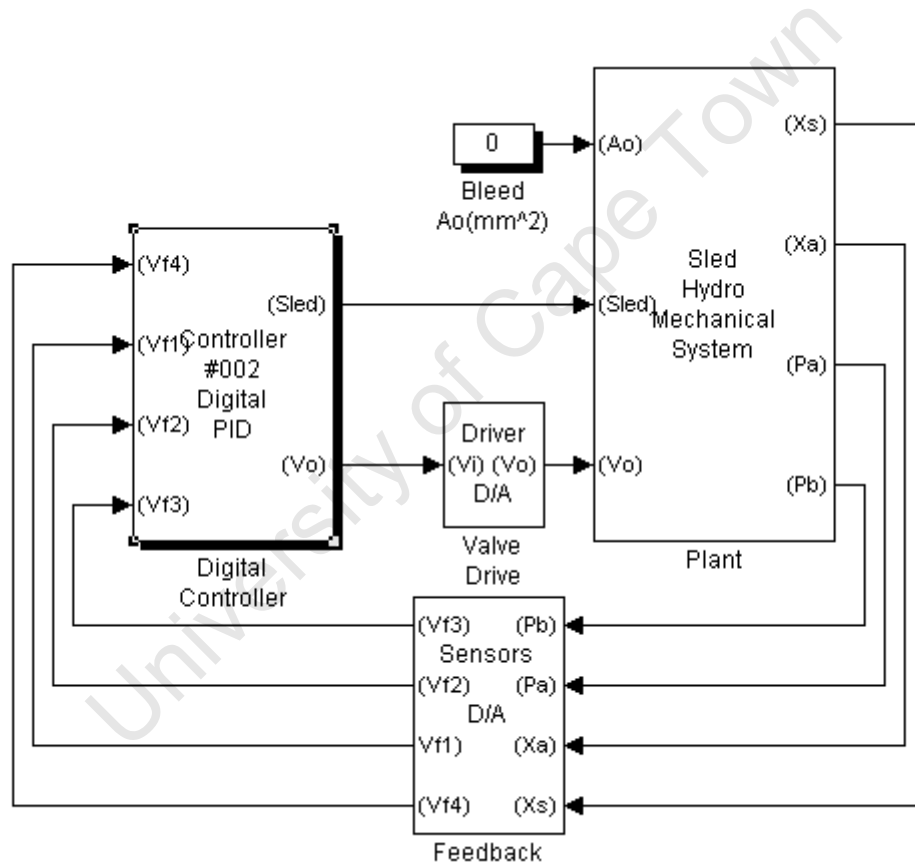 0
Bleed
Ao(mm^2)
(Ao)
(Sled)
(Vo)
Sled
Hydro
Mechanical
System
(Xs)
(Xa)
(Pa)
(Pb)
Plant
(Vf4)
(Vf1)
(Vf2)
(Vf3)
Controller
#002
Digital
PID
(Sled)
(Vo)
Digital
Controller
Driver
(Vi) (Vo)
D/A
Valve
Drive
(Vf3) (Pb)
Sensors
(Vf2) (Pa)
D/A
Vf1) (Xa)
(Vf4) (Xs)
Feedback
University of Cape Town